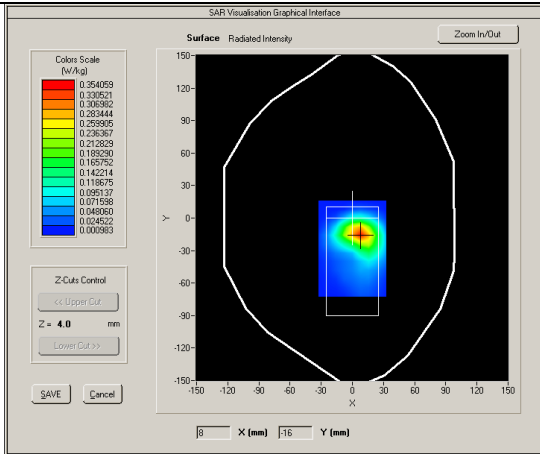 SAR Visualisation Graphical Interface
Surface Radiated Intensity
Zoom In/Out
Colors Scale
(W/kg)
0.354059
0.330521
0.306982
0.283444
0.259905
0.236367
0.212829
0.189290
0.165752
0.142214
0.118675
0.095137
0.071598
0.048060
0.024522
0.000983
Z-Cuts Control
<< Upper Cut
Z = 4.0 mm
Lower Cut >>
SAVE Cancel
150
120
90
60
30
0
-30
-60
-90
-120
-150
Y
-150 -120 -90 -60 -30 0 30 60 90 120 150
X
8 X (mm) -16 Y (mm)